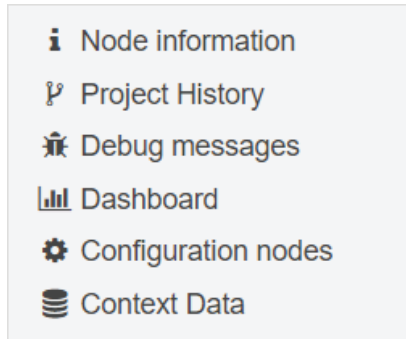 Node information
Project History
Debug messages
Dashboard
Configuration nodes
Context Data